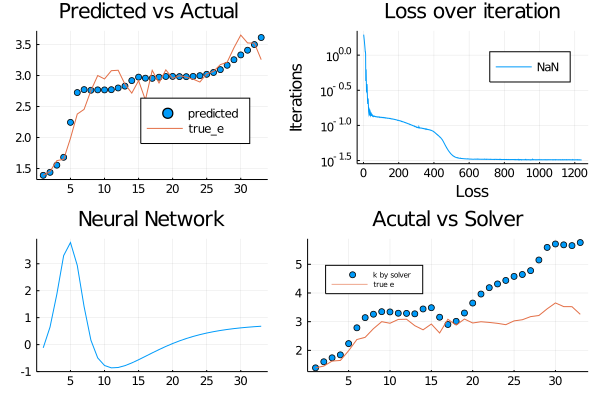 Predicted vs Actual
3.5
3.0
2.5
2.0
1.5
predicted
true_e
5 10 15 20 25 30
Loss over iteration
Iterations
10^0.0
10^-0.5
10^-1.0
10^-1.5
NaN
0 200 400 600 800 1000 1200
Loss
Neural Network
3
2
1
0
-1
5 10 15 20 25 30
Acutal vs Solver
5
4
3
2
k by solver
true e
5 10 15 20 25 30